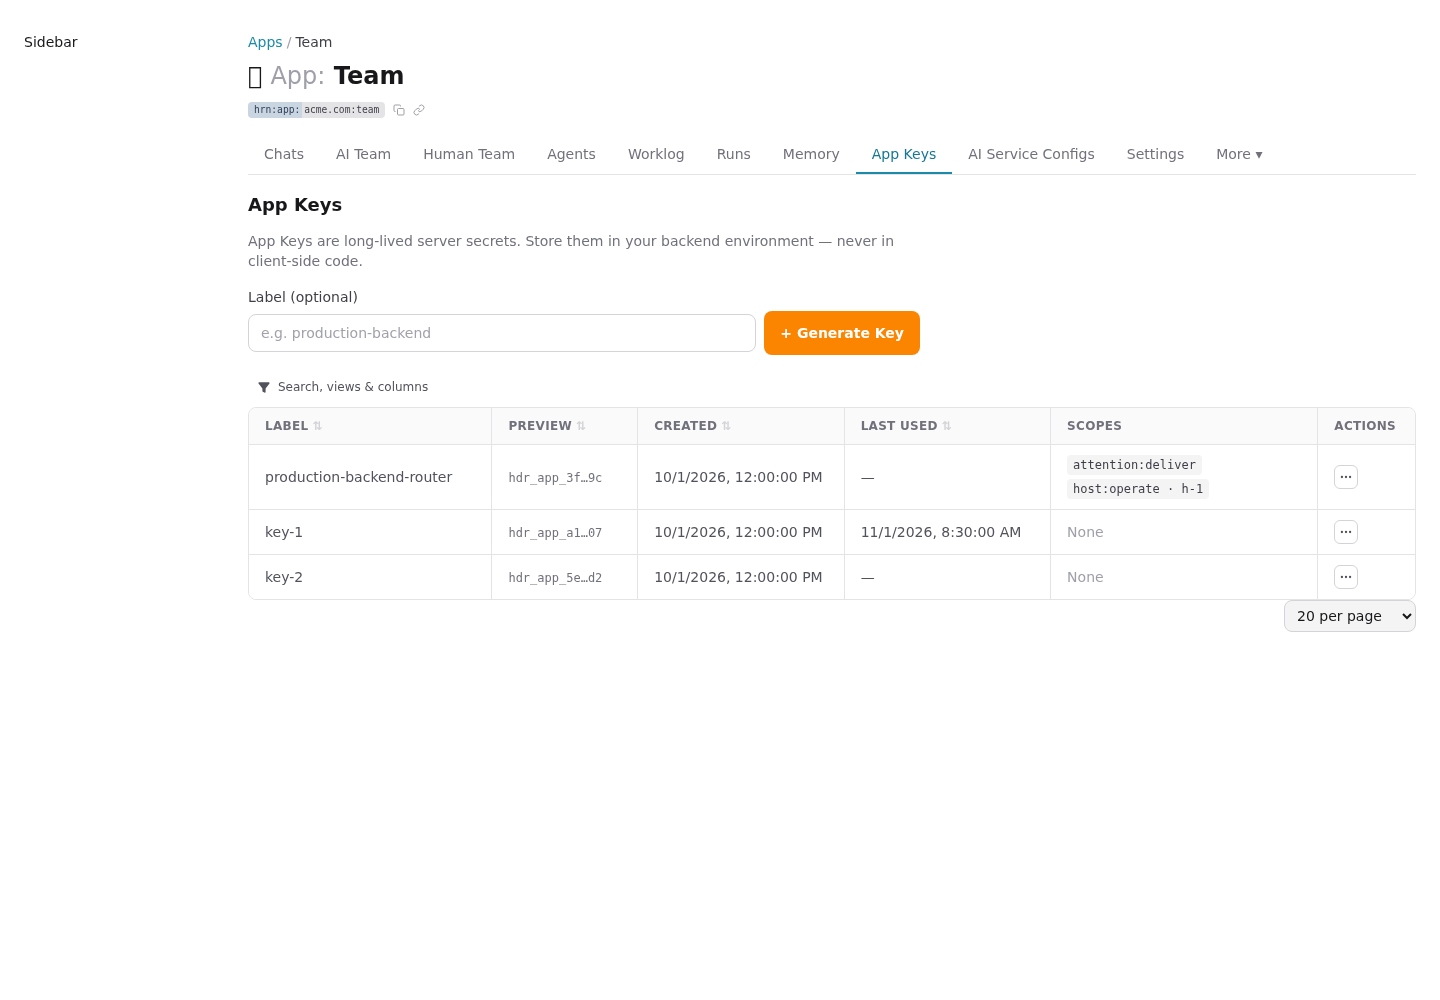 Sidebar
Apps / Team
App: Team
hrn:app: acme.com:team
Chats AI Team Human Team Agents Worklog Runs Memory App Keys AI Service Configs Settings More ▾
App Keys
App Keys are long-lived server secrets. Store them in your backend environment — never in
client-side code.
Label (optional)
e.g. production-backend
+ Generate Key
Search, views & columns
LABEL ⇅ PREVIEW ⇅ CREATED ⇅ LAST USED ⇅ SCOPES ACTIONS
production-backend-router hdr_app_3f…9c 10/1/2026, 12:00:00 PM — attention:deliver
host:operate · h-1
key-1 hdr_app_a1…07 10/1/2026, 12:00:00 PM 11/1/2026, 8:30:00 AM None
key-2 hdr_app_5e…d2 10/1/2026, 12:00:00 PM — None
20 per page